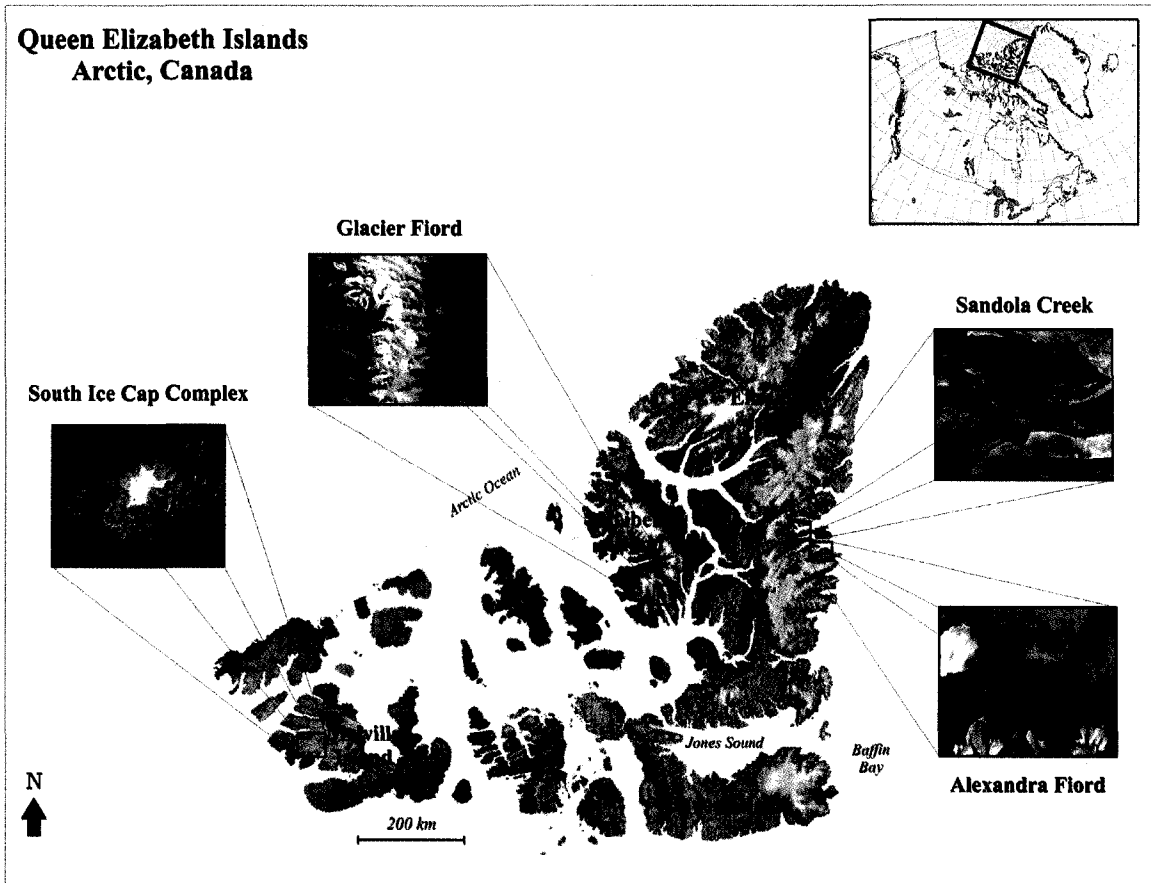 Queen Elizabeth Islands
Arctic, Canada
Glacier Fiord
Sandola Creek
South Ice Cap Complex
Arctic Ocean
Jones Sound
Baffin
Bay
Alexandra Fiord
N
200 km